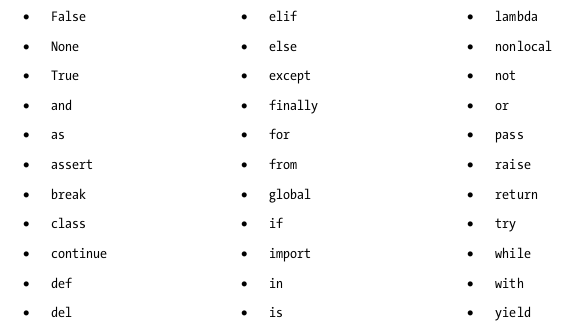 • False
• None
• True
• and
• as
• assert
• break
• class
• continue
• def
• del
• elif
• else
• except
• finally
• for
• from
• global
• if
• import
• in
• is
• lambda
• nonlocal
• not
• or
• pass
• raise
• return
• try
• while
• with
• yield